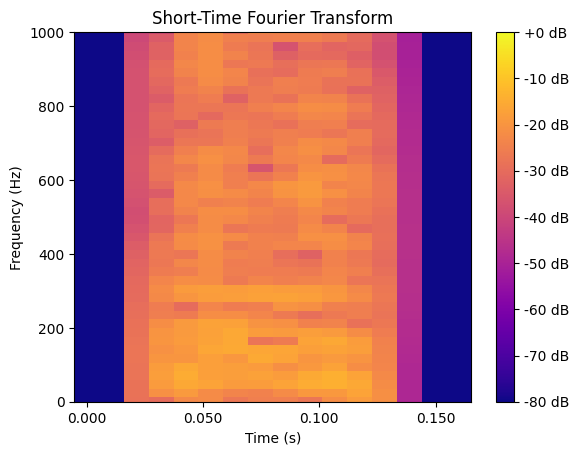 Short-Time Fourier Transform
Frequency (Hz)
1000
800
600
400
200
0
0.000
0.050
0.100
0.150
Time (s)
+0 dB
-10 dB
-20 dB
-30 dB
-40 dB
-50 dB
-60 dB
-70 dB
-80 dB